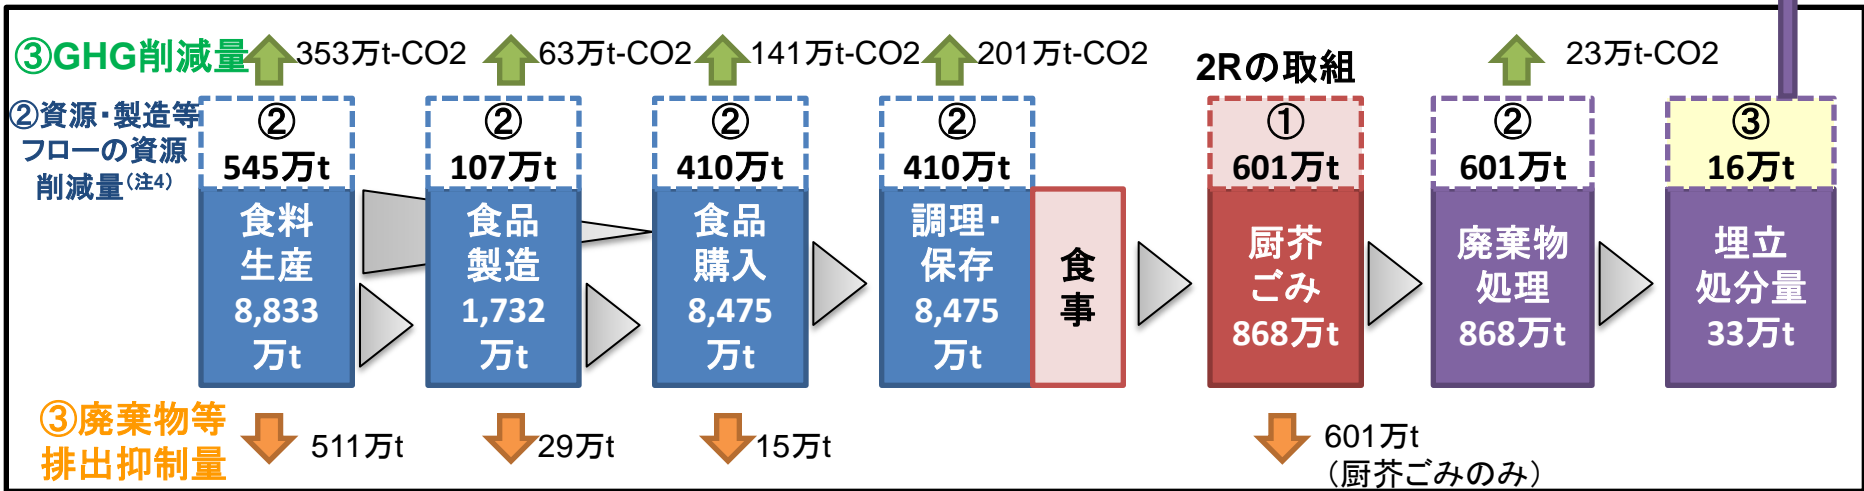 ③GHG削減量
353万t-CO2
63万t-CO2
141万t-CO2
201万t-CO2
2Rの取組
23万t-CO2
②資源・製造等
フローの資源
削減量(注4)
②
545万t
②
107万t
②
410万t
②
410万t
①
601万t
②
601万t
③
16万t
食料
生産
8,833
万t
食品
製造
1,732
万t
食品
購入
8,475
万t
調理・
保存
8,475
万t
食
事
厨芥
ごみ
868万t
廃棄物
処理
868万t
埋立
処分量
33万t
③廃棄物等
排出抑制量
511万t
29万t
15万t
601万t
(厨芥ごみのみ)